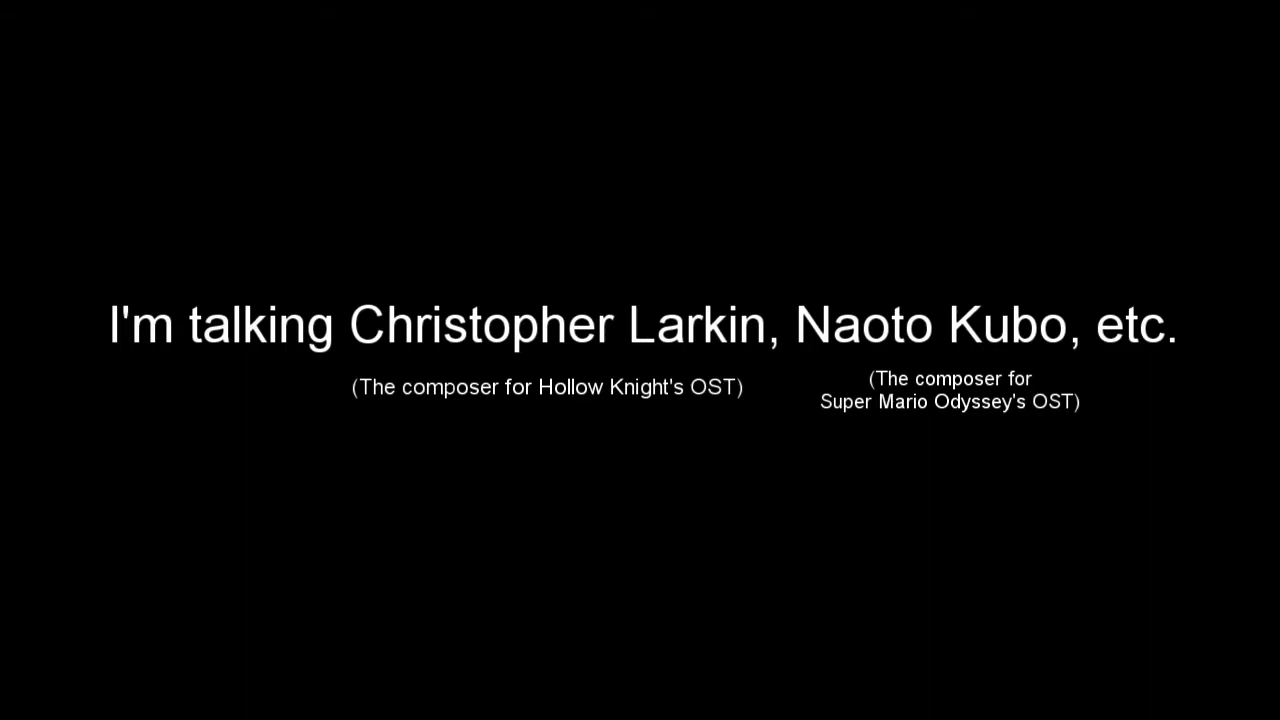 I'm talking Christopher Larkin, Naoto Kubo, etc.
(The composer for Hollow Knight's OST)
(The composer for
Super Mario Odyssey's OST)